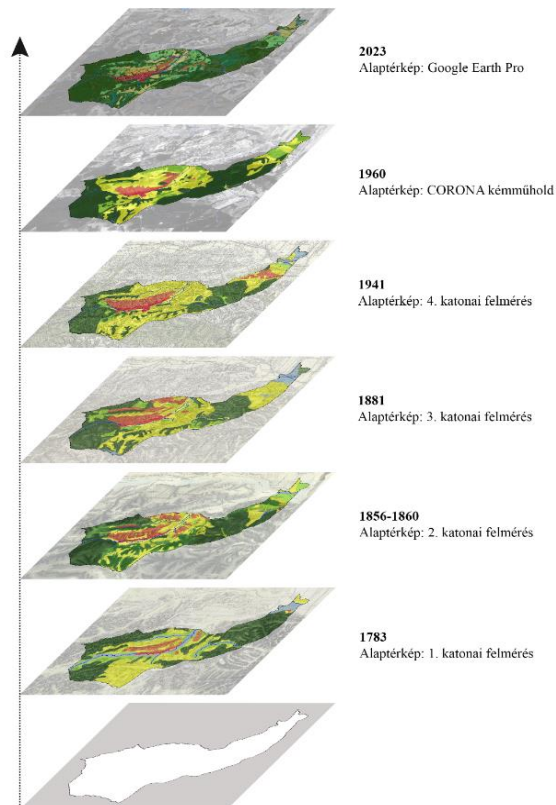 2023
Alaptérkép: Google Earth Pro
1960
Alaptérkép: CORONA kémműhold
1941
Alaptérkép: 4. katonai felmérés
1881
Alaptérkép: 3. katonai felmérés
1856-1860
Alaptérkép: 2. katonai felmérés
1783
Alaptérkép: 1. katonai felmérés